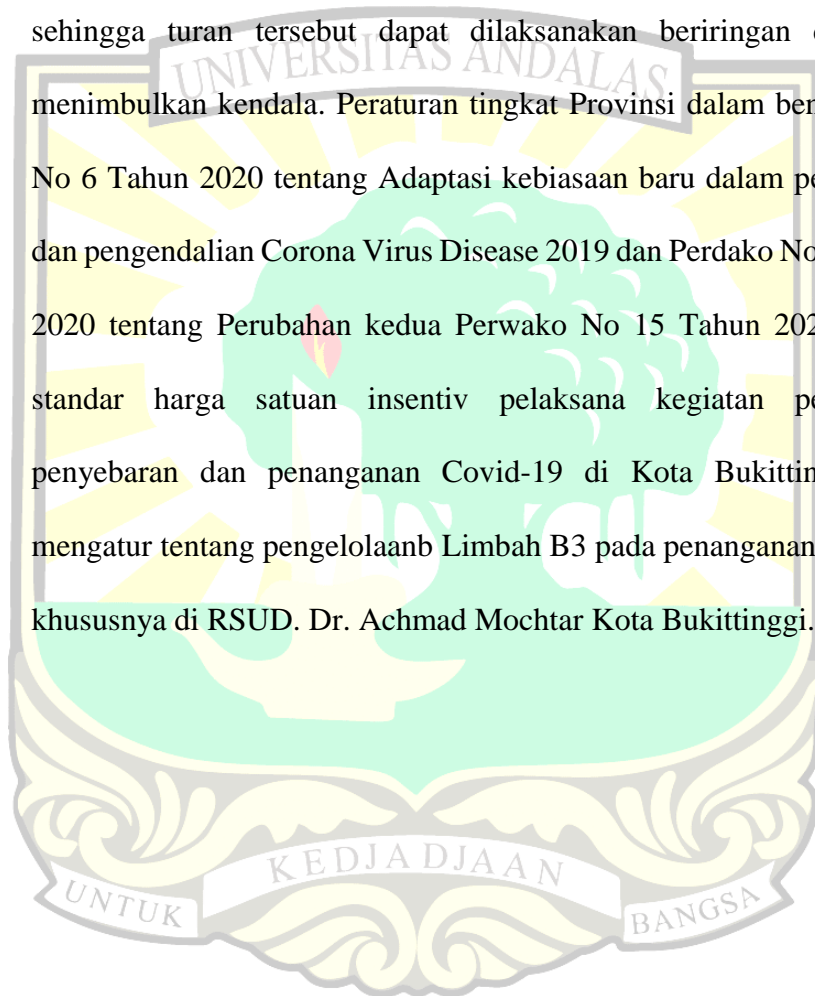 sehingga turan tersebut dapat dilaksanakan beriringan
UNIVERSITAS ANDALAS
menimbulkan kendala. Peraturan tingkat Provinsi dalam
No 6 Tahun 2020 tentang Adaptasi kebiasaan baru dalam
dan pengendalian Corona Virus Disease 2019 dan Perdako No
2020 tentang Perubahan kedua Perwako No 15 Tahun
standar harga satuan insentiv pelaksana kegiatan
penyebaran dan penanganan Covid-19 di Kota
mengatur tentang pengelolaanb Limbah B3 pada penanganan
khususnya di RSUD. Dr. Achmad Mochtar Kota Bukittinggi.
UNTUK KEDJADJAAN BANGSA